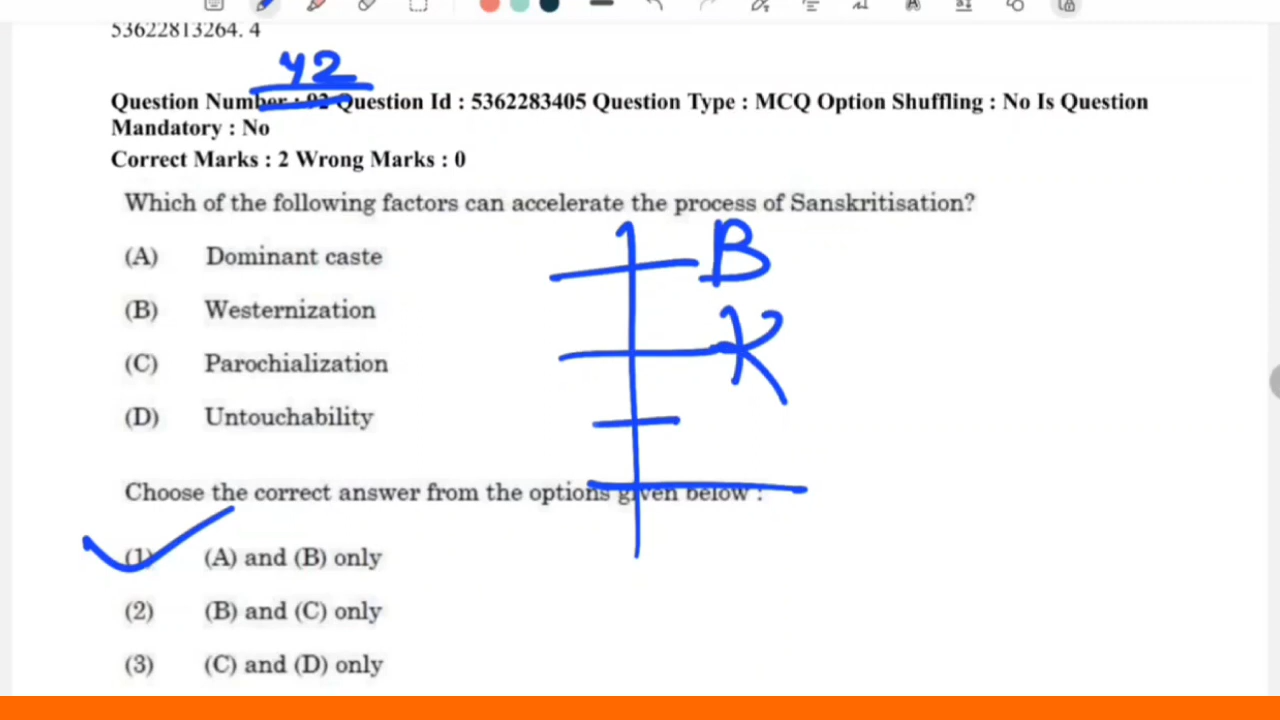 53622813264. 4
42
Question Number : 92 Question Id : 5362283405 Question Type : MCQ Option Shuffling : No Is Question
Mandatory : No
Correct Marks : 2 Wrong Marks : 0
Which of the following factors can accelerate the process of Sanskritisation?
(A) Dominant caste
B
(B) Westernization
K
(C) Parochialization
(D) Untouchability
Choose the correct answer from the options given below :
(1) (A) and (B) only
(2) (B) and (C) only
(3) (C) and (D) only